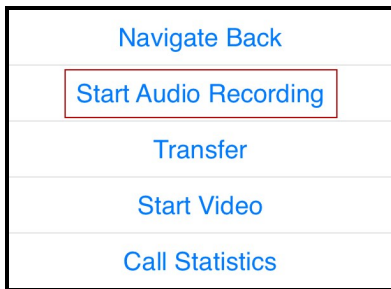 Navigate Back
Start Audio Recording
Transfer
Start Video
Call Statistics